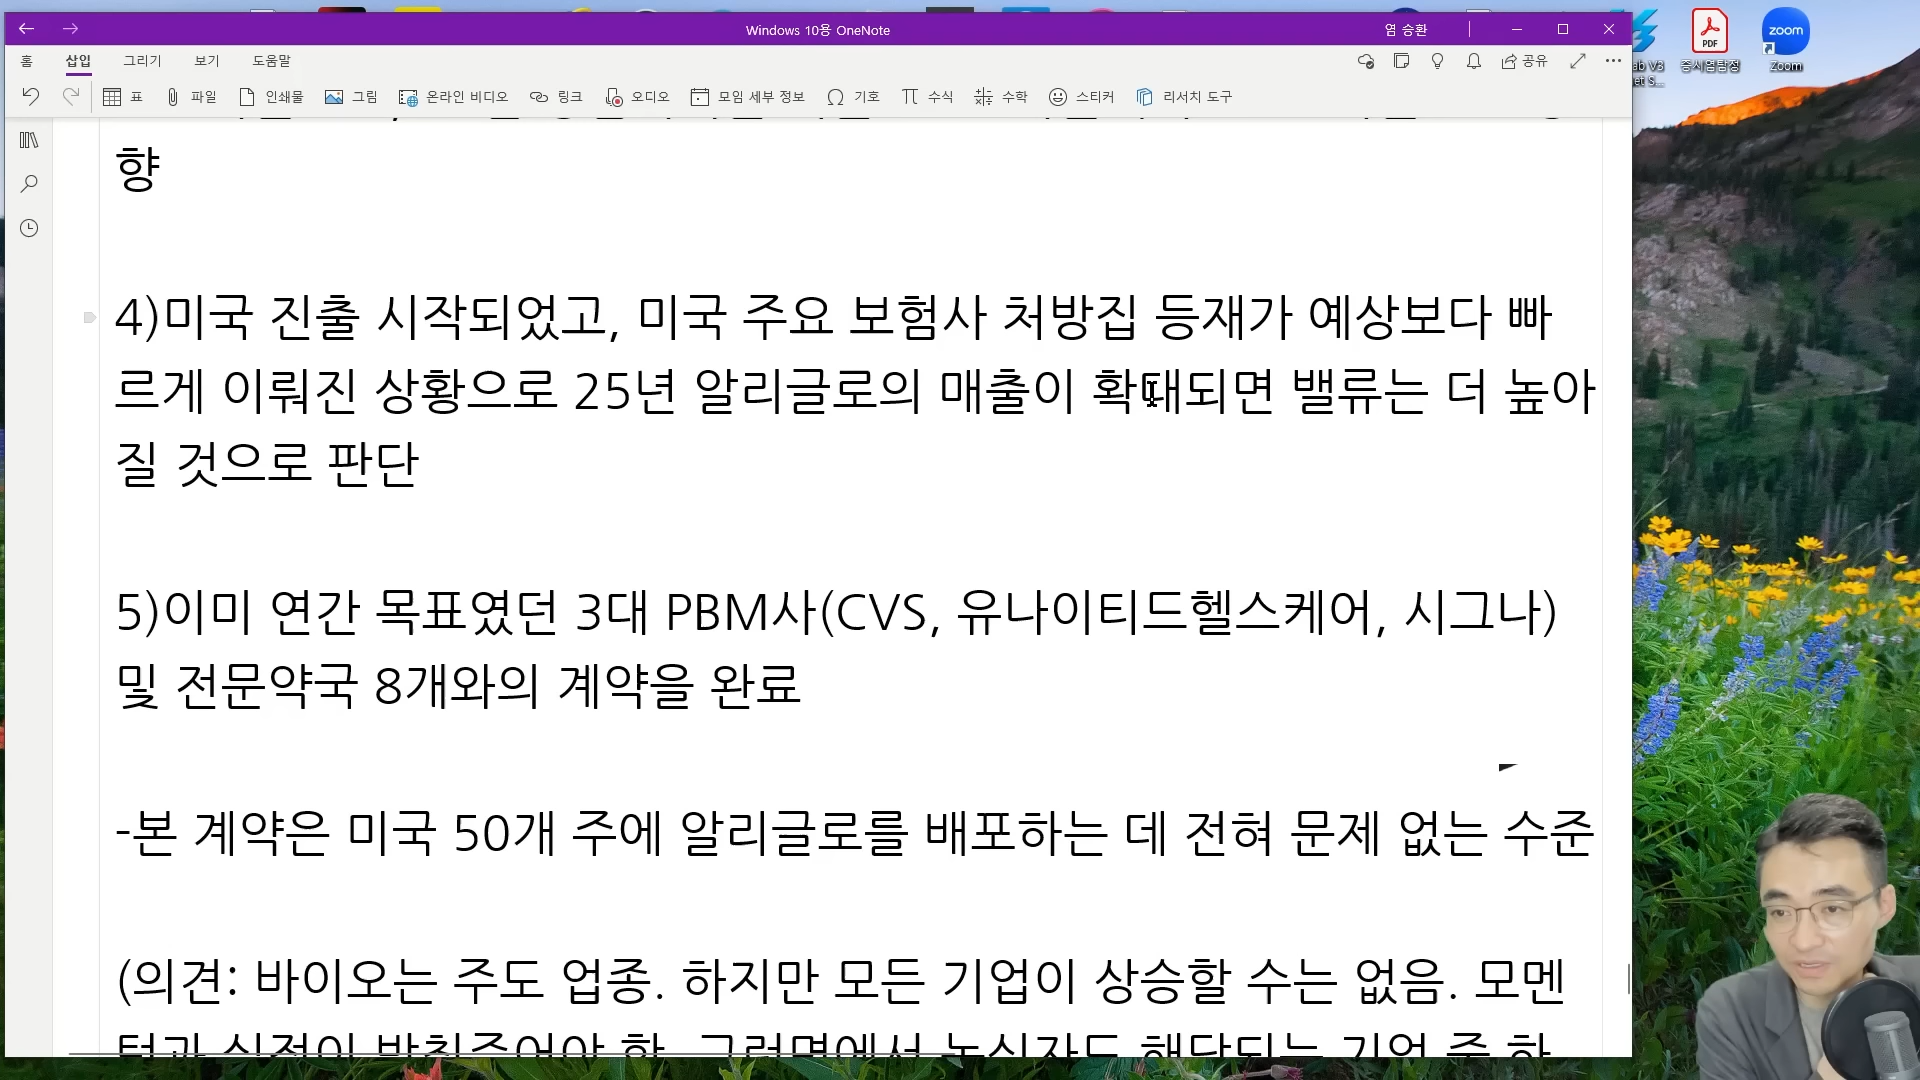 Windows 10용 OneNote
염 승환
홈 삽입 그리기 보기 도움말
공유
표 파일 인쇄물 그림 온라인 비디오 링크 오디오 모임 세부 정보 기호 수식 수학 스티커 리서치 도구
향
4)미국 진출 시작되었고, 미국 주요 보험사 처방집 등재가 예상보다 빠
르게 이뤄진 상황으로 25년 알리글로의 매출이 확대되면 밸류는 더 높아
질 것으로 판단
5)이미 연간 목표였던 3대 PBM사(CVS, 유나이티드헬스케어, 시그나)
및 전문약국 8개와의 계약을 완료
-본 계약은 미국 50개 주에 알리글로를 배포하는 데 전혀 문제 없는 수준
(의견: 바이오는 주도 업종. 하지만 모든 기업이 상승할 수는 없음. 모멘
PDF
zoom
ab V3
et S...
Zoom